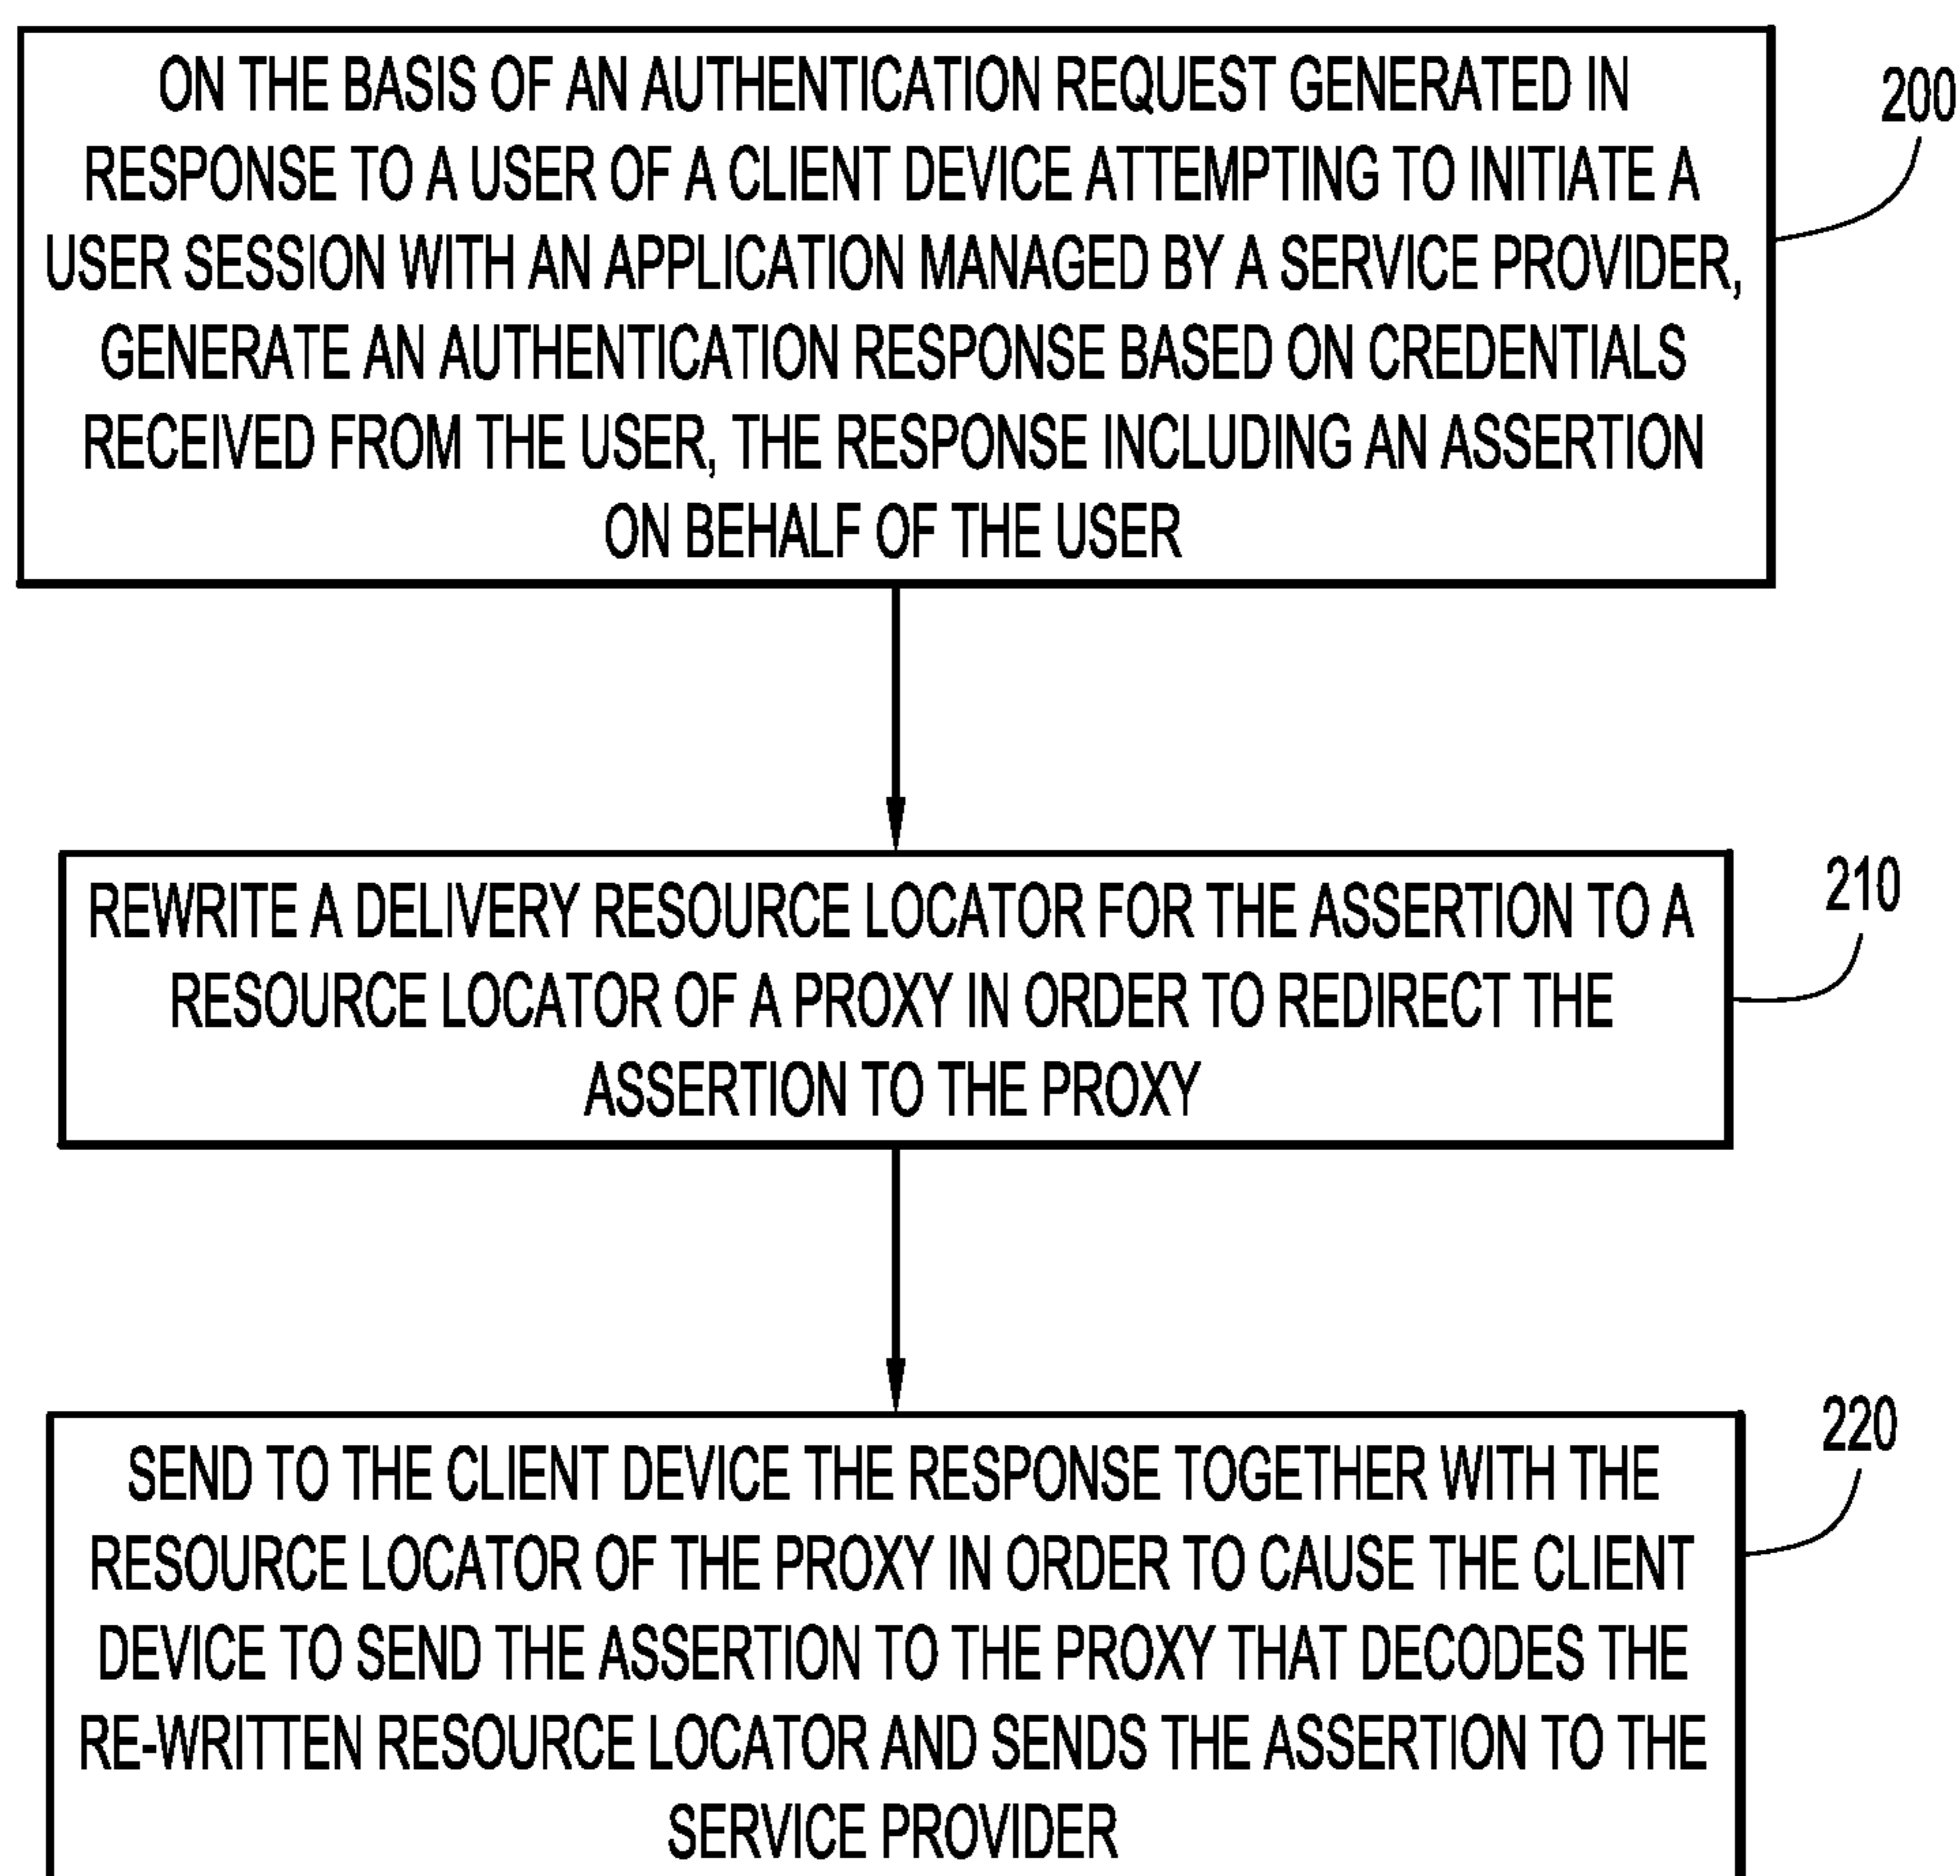 ON THE BASIS OF AN AUTHENTICATION REQUEST GENERATED IN
RESPONSE TO A USER OF A CLIENT DEVICE ATTEMPTING TO INITIATE A
USER SESSION WITH AN APPLICATION MANAGED BY A SERVICE PROVIDER,
GENERATE AN AUTHENTICATION RESPONSE BASED ON CREDENTIALS
RECEIVED FROM THE USER, THE RESPONSE INCLUDING AN ASSERTION
ON BEHALF OF THE USER
200
REWRITE A DELIVERY RESOURCE LOCATOR FOR THE ASSERTION TO A
RESOURCE LOCATOR OF A PROXY IN ORDER TO REDIRECT THE
ASSERTION TO THE PROXY
210
SEND TO THE CLIENT DEVICE THE RESPONSE TOGETHER WITH THE
RESOURCE LOCATOR OF THE PROXY IN ORDER TO CAUSE THE CLIENT
DEVICE TO SEND THE ASSERTION TO THE PROXY THAT DECODES THE
RE-WRITTEN RESOURCE LOCATOR AND SENDS THE ASSERTION TO THE
SERVICE PROVIDER
220